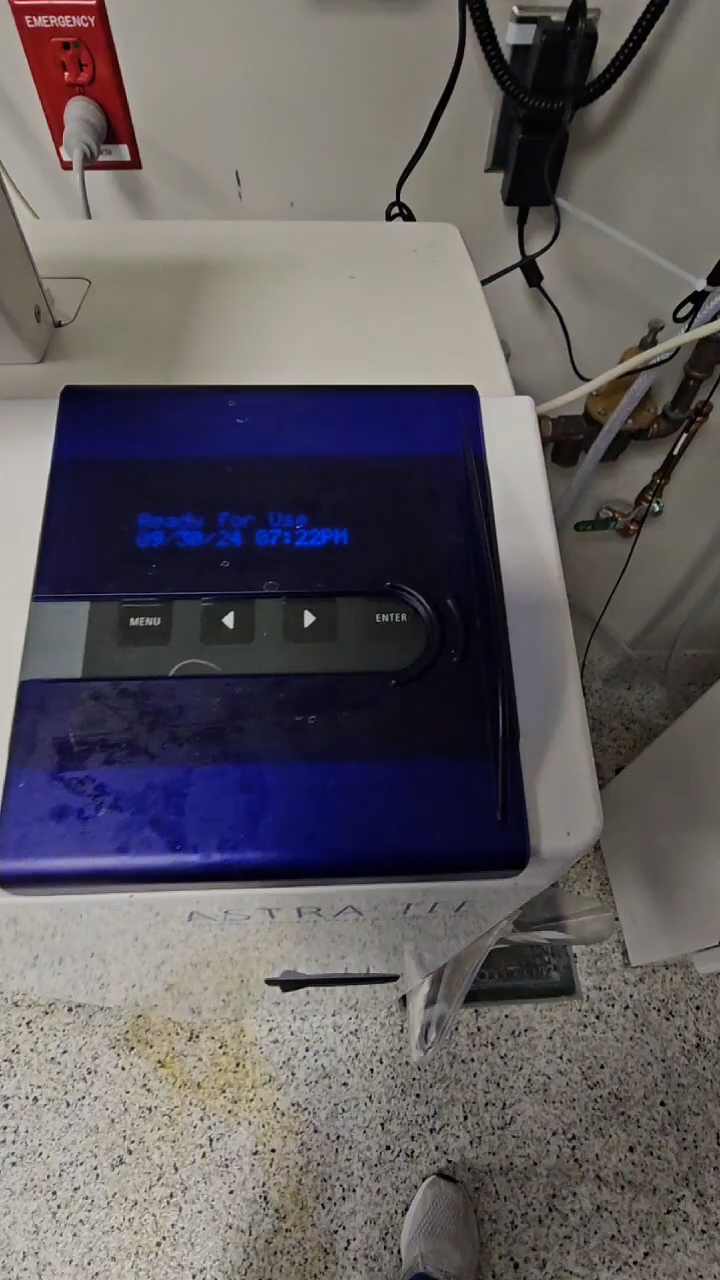 EMERGENCY
Ready for Use
09/30/24 07:22PM
MENU
ENTER
ASTRA